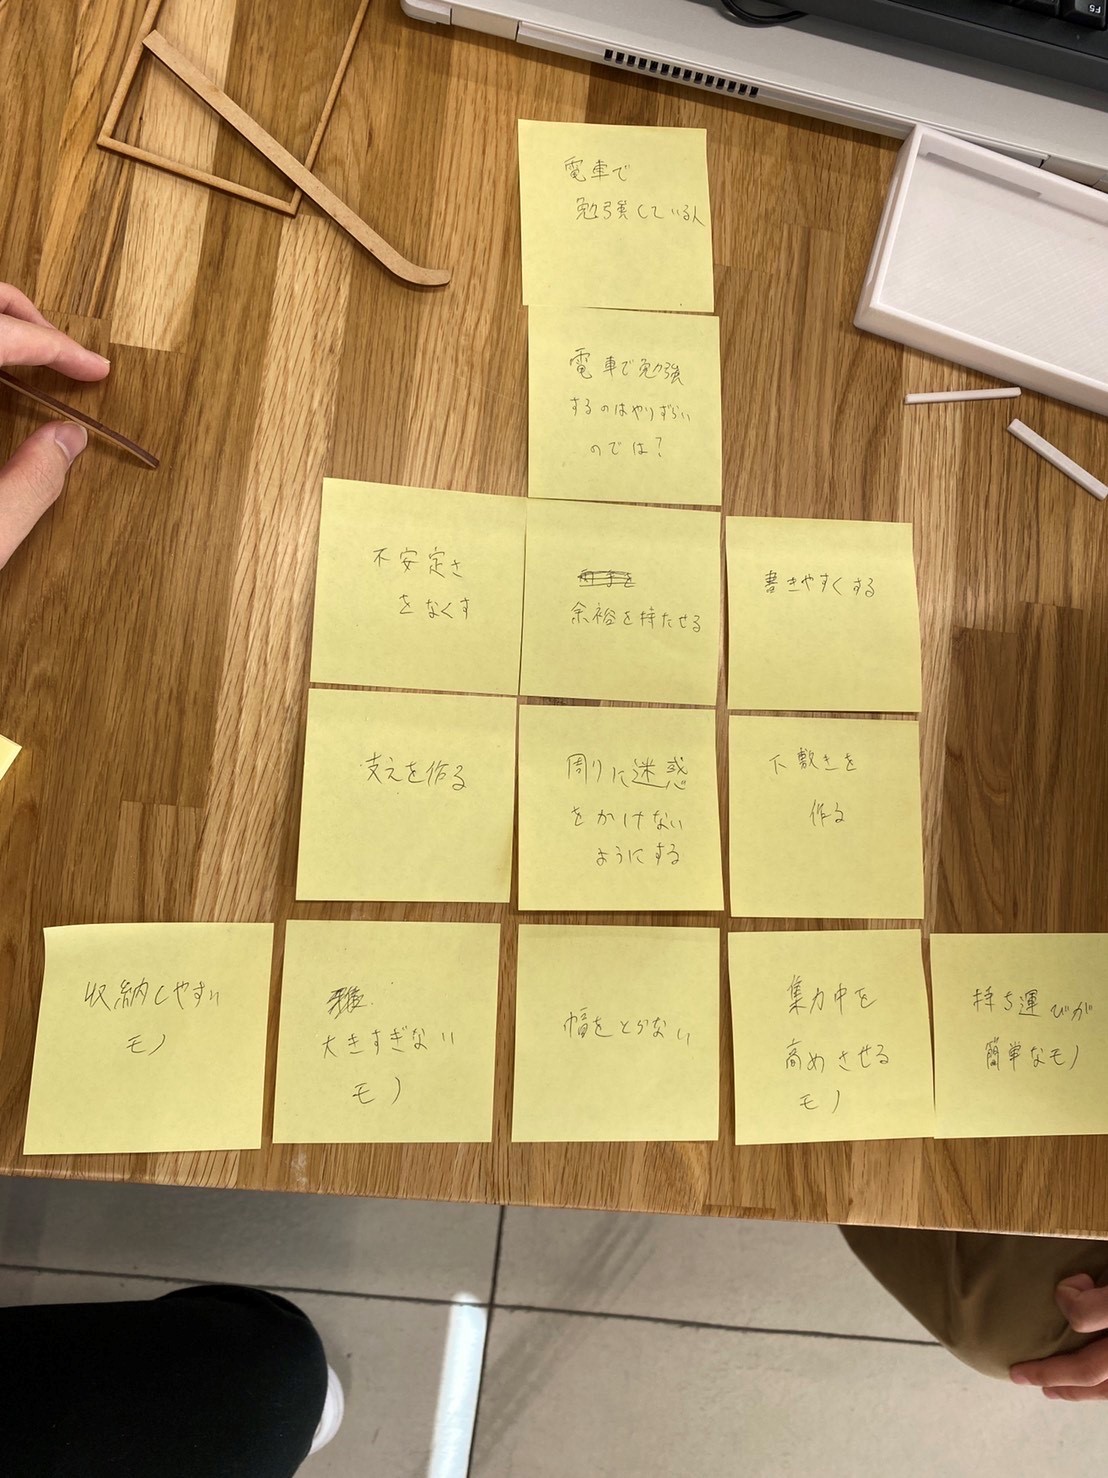 F5
電車で
勉強している人
電車で勉強
するのはやりずらい
のでは?
不安定さ
をなくす
余裕を持たせる
書きやすくする
支えを作る
周りに迷惑
をかけない
ようにする
下敷きを
作る
収納しやすい
モノ
大きすぎない
モノ
幅をとらない
集力中を
高めさせる
モノ
持ち運びが
簡単なモノ